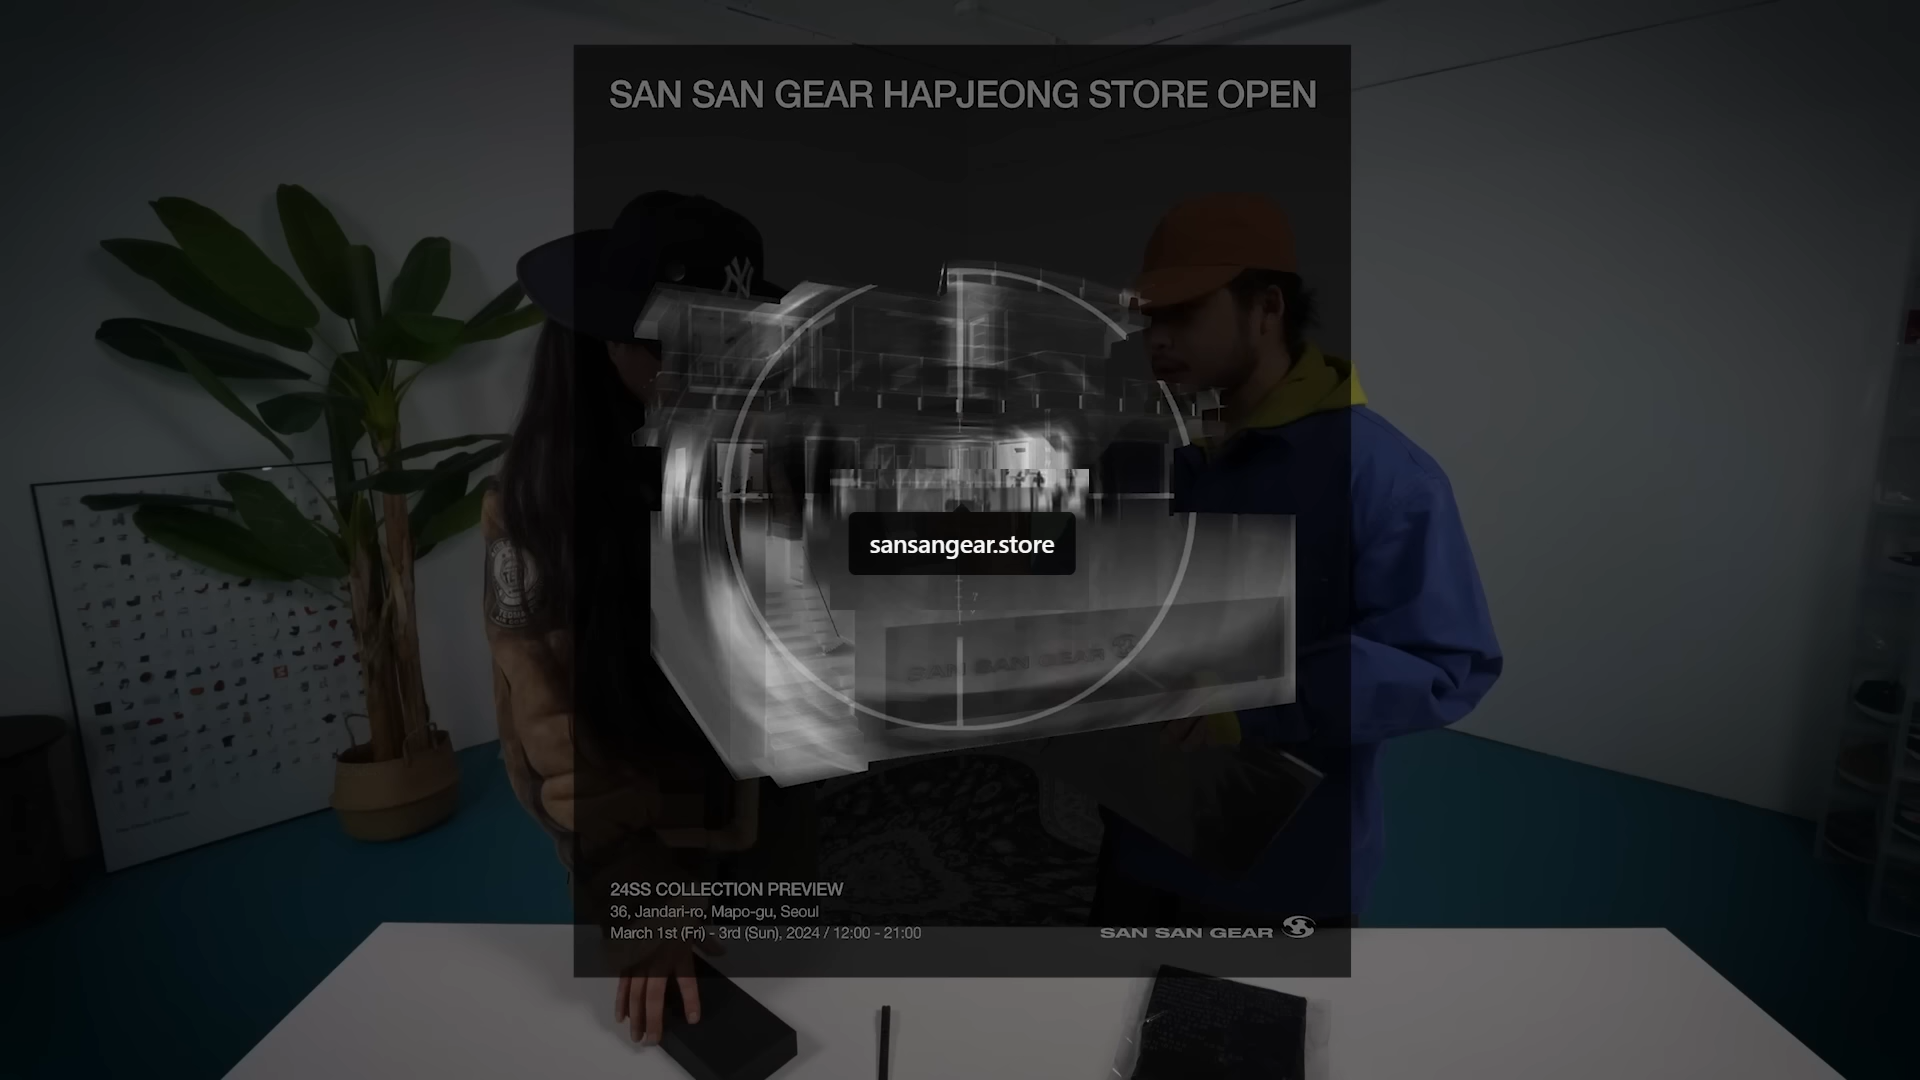 SAN SAN GEAR HAPJEONG STORE OPEN
NY
sansangear.store
SAN SAN GEAR
24SS COLLECTION PREVIEW
36, Jandari-ro, Mapo-gu, Seoul
March 1st (Fri) - 3rd (Sun), 2024 / 12:00 - 21:00
SAN SAN GEAR